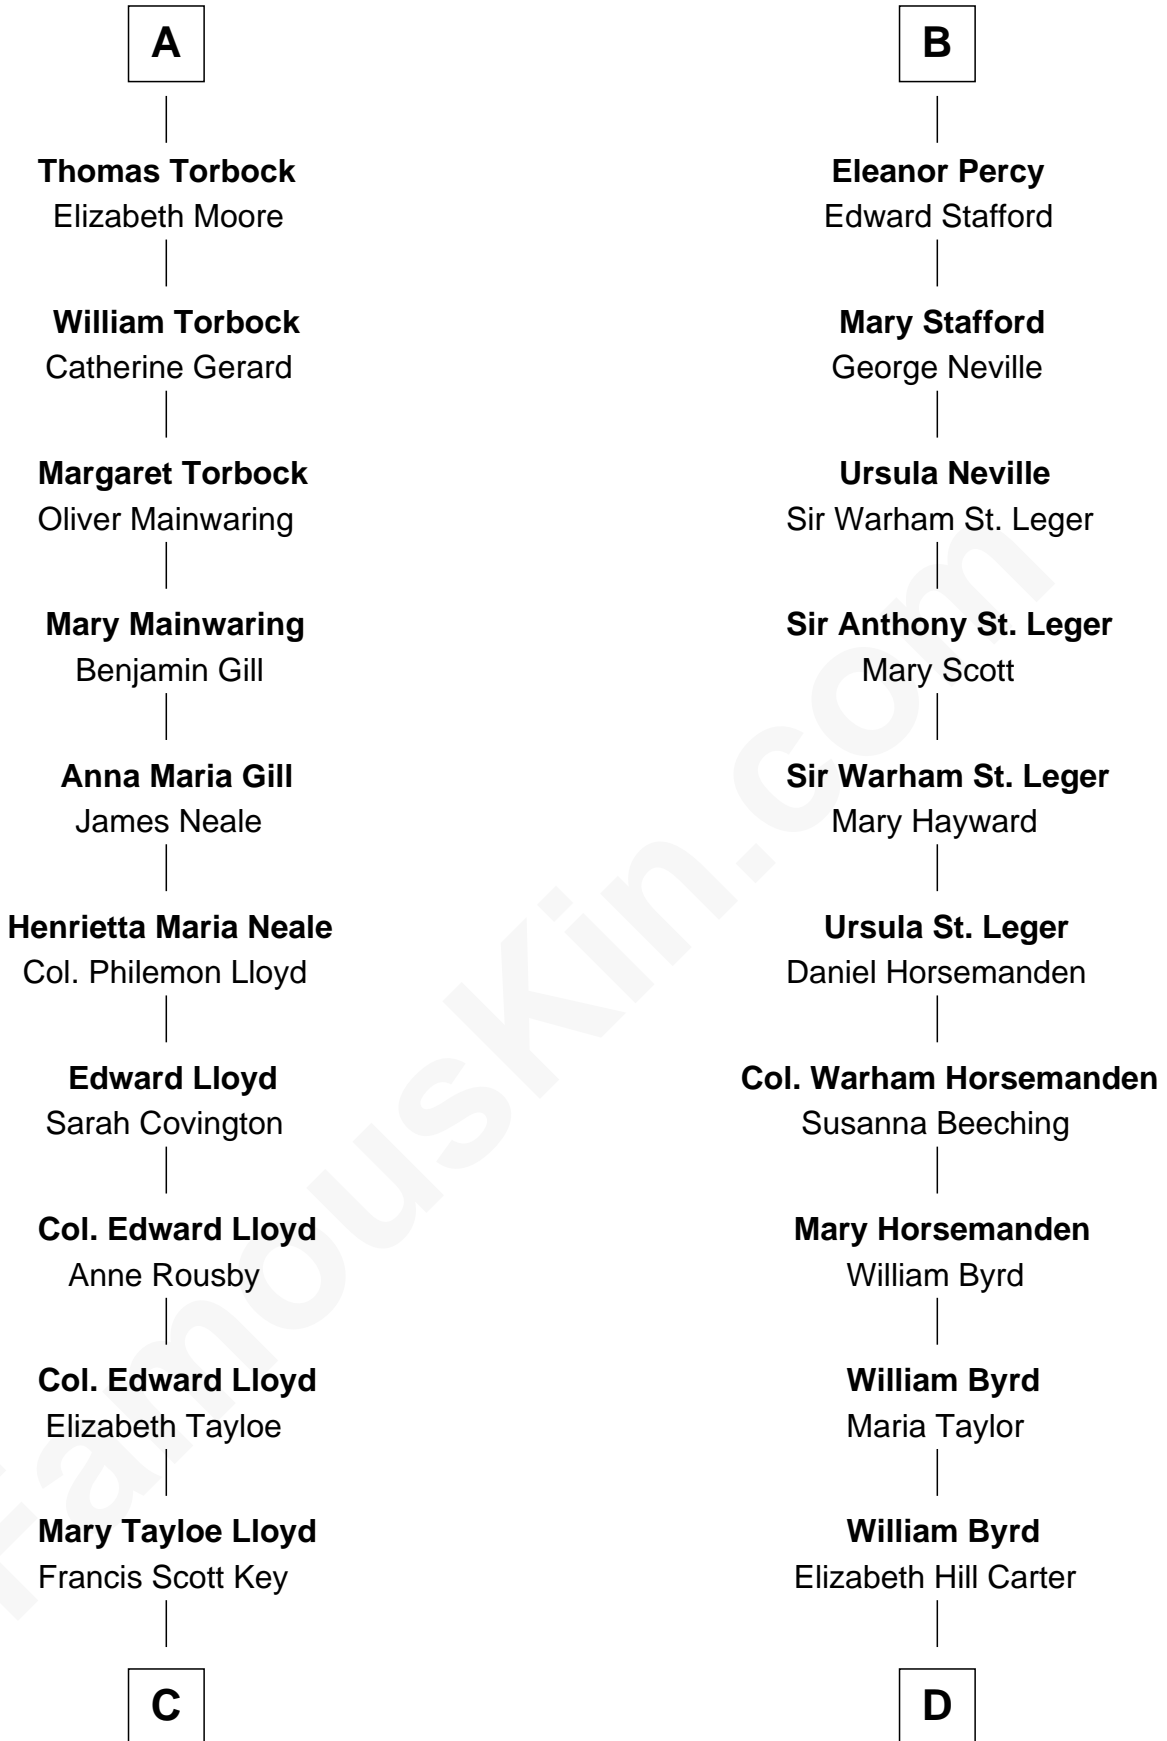 A
Thomas Torbock
Elizabeth Moore
William Torbock
Catherine Gerard
Margaret Torbock
Oliver Mainwaring
Mary Mainwaring
Benjamin Gill
Anna Maria Gill
James Neale
Henrietta Maria Neale
Col. Philemon Lloyd
Edward Lloyd
Sarah Covington
Col. Edward Lloyd
Anne Rousby
Col. Edward Lloyd
Elizabeth Tayloe
Mary Tayloe Lloyd
Francis Scott Key
C
B
Eleanor Percy
Edward Stafford
Mary Stafford
George Neville
Ursula Neville
Sir Warham St. Leger
Sir Anthony St. Leger
Mary Scott
Sir Warham St. Leger
Mary Hayward
Ursula St. Leger
Daniel Horsemanden
Col. Warham Horsemanden
Susanna Beeching
Mary Horsemanden
William Byrd
William Byrd
Maria Taylor
William Byrd
Elizabeth Hill Carter
D
FamousKin.com